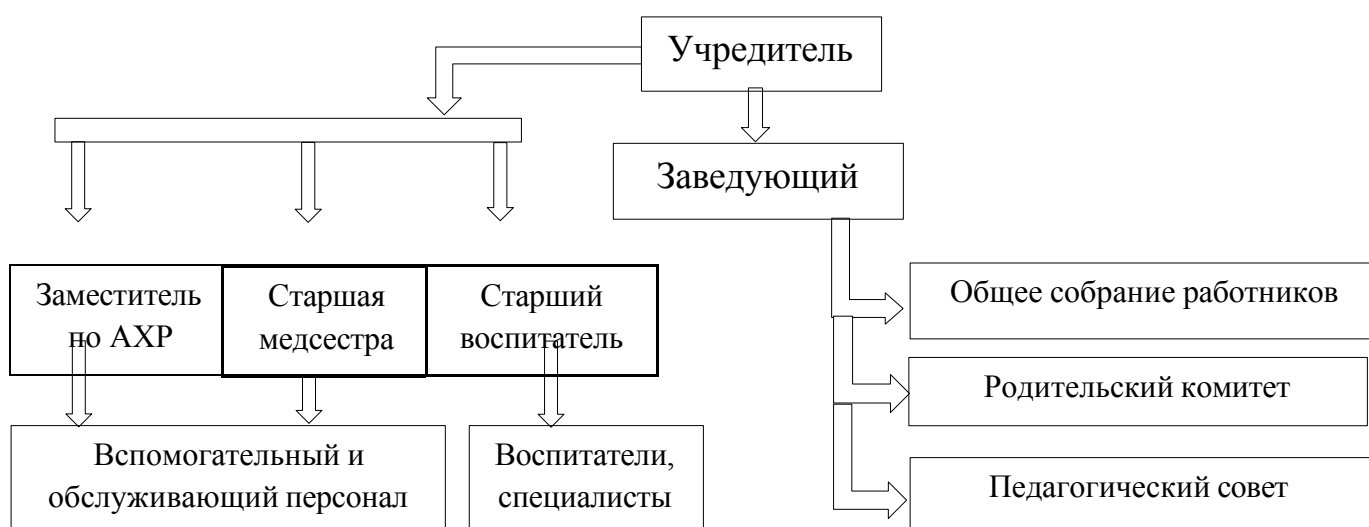 Учредитель
Заведующий
Заместитель
по АХР
Старшая
медсестра
Старший
воспитатель
Общее собрание работников
Родительский комитет
Педагогический совет
Вспомогательный и
обслуживающий персонал
Воспитатели,
специалисты